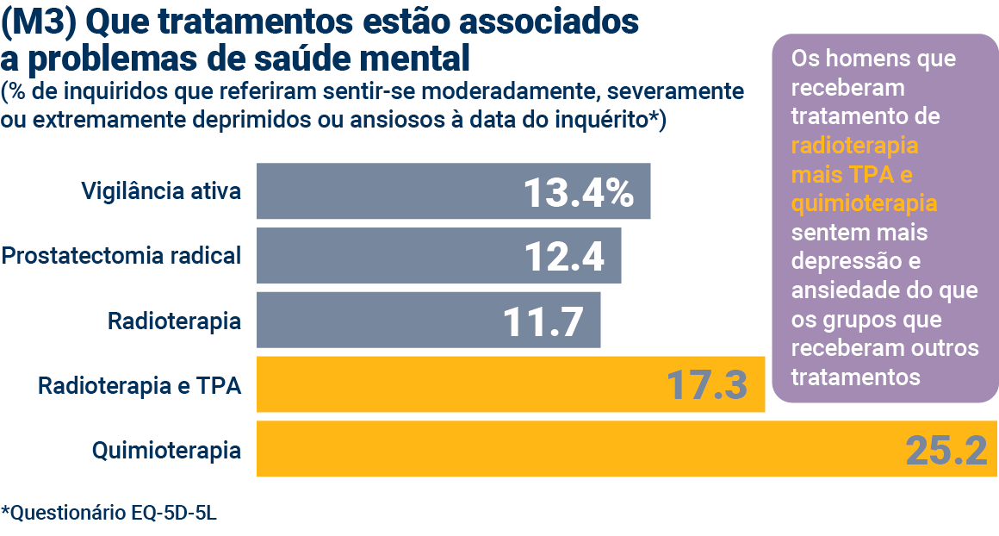 (M3) Que tratamentos estão associados
a problemas de saúde mental
(% de inquiridos que referiram sentir-se moderadamente, severamente
ou extremamente deprimidos ou ansiosos à data do inquérito*)
Os homens que
receberam
tratamento de
radioterapia
mais TPA e
quimioterapia
sentem mais
depressão e
ansiedade do que
os grupos que
receberam outros
tratamentos
Vigilância ativa 13.4%
Prostatectomia radical 12.4
Radioterapia 11.7
Radioterapia e TPA 17.3
Quimioterapia 25.2
*Questionário EQ-5D-5L